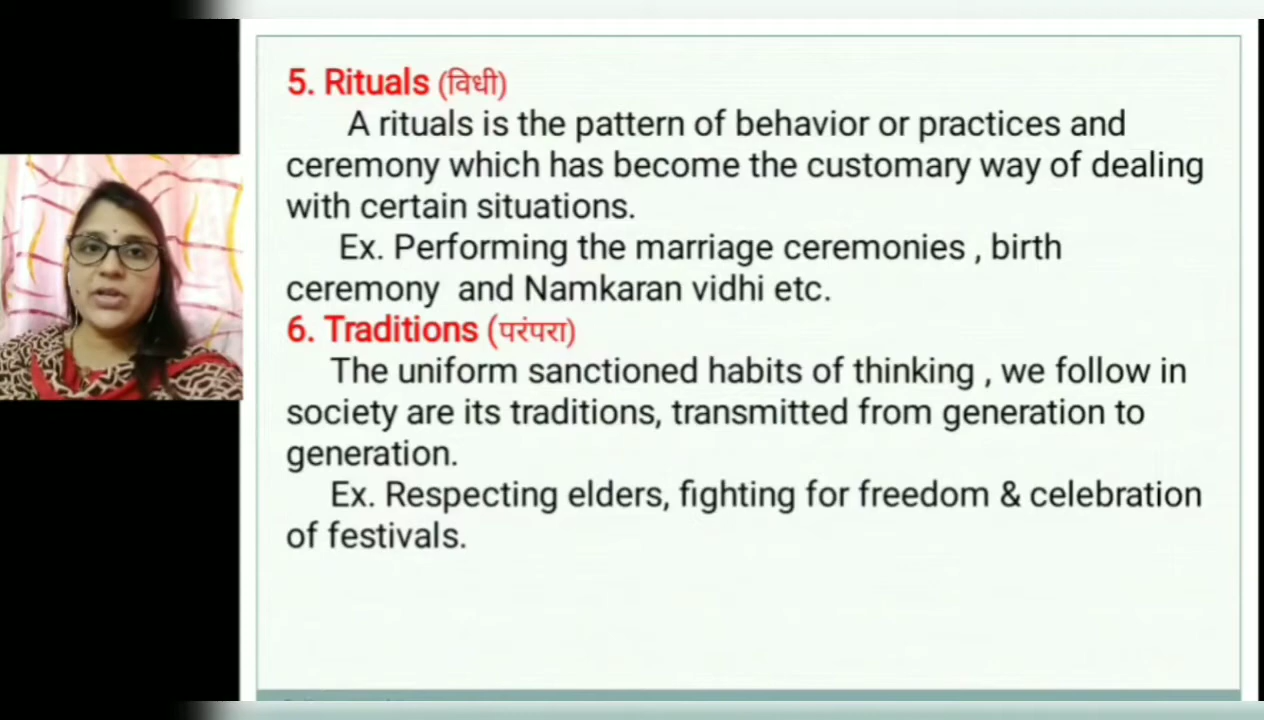 5. Rituals (विधी)
A rituals is the pattern of behavior or practices and
ceremony which has become the customary way of dealing
with certain situations.
Ex. Performing the marriage ceremonies , birth
ceremony and Namkaran vidhi etc.
6. Traditions (परंपरा)
The uniform sanctioned habits of thinking , we follow in
society are its traditions, transmitted from generation to
generation.
Ex. Respecting elders, fighting for freedom & celebration
of festivals.